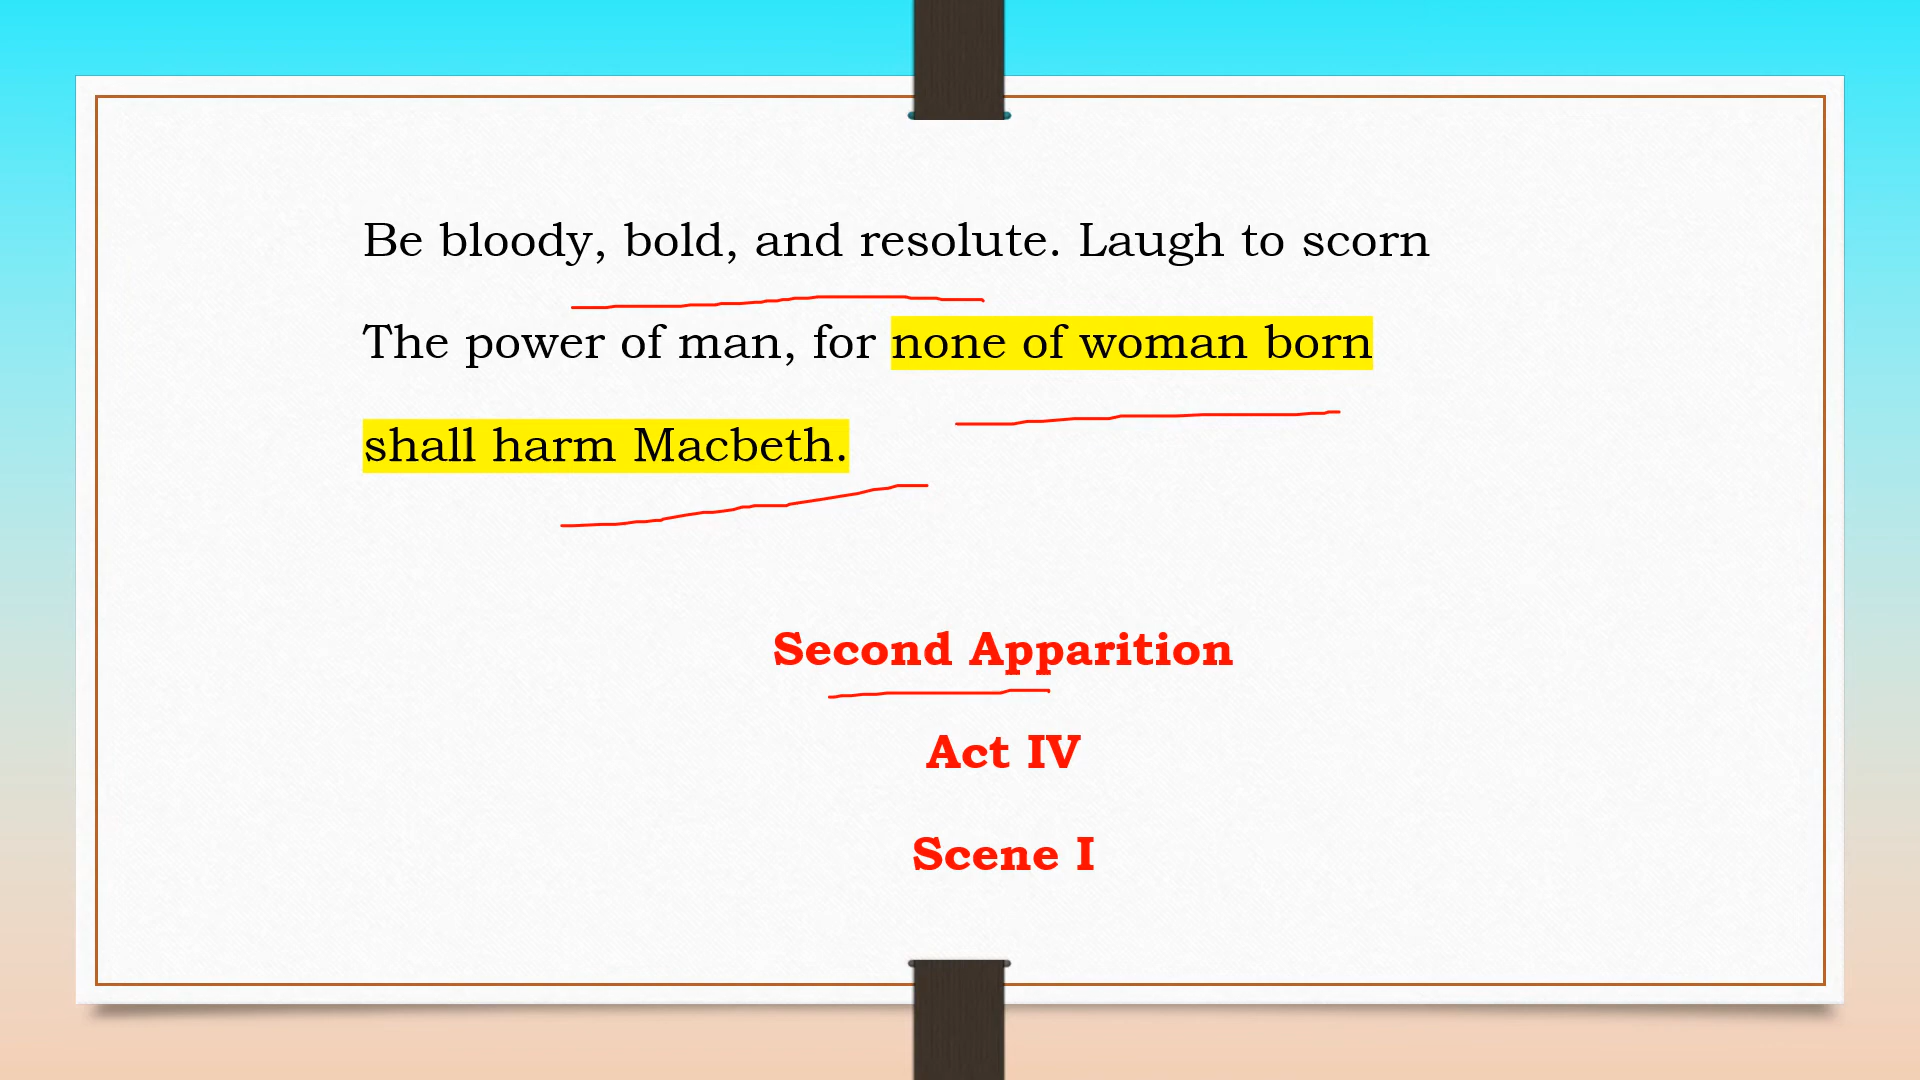 Be bloody, bold, and resolute. Laugh to scorn
The power of man, for none of woman born
shall harm Macbeth.
Second Apparition
Act IV
Scene I